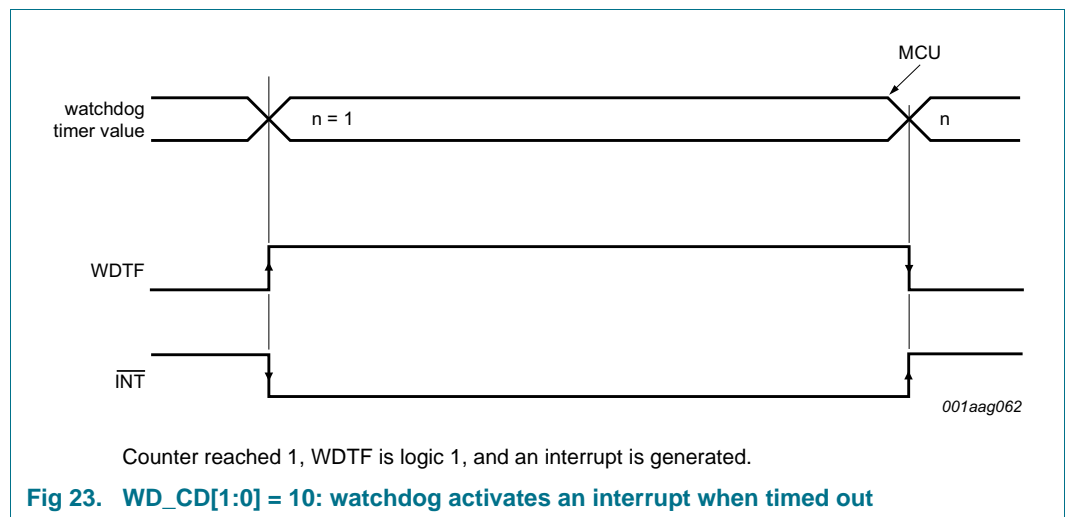 MCU
watchdog
timer value
n = 1
n
WDTF
INT
001aag062
Counter reached 1, WDTF is logic 1, and an interrupt is generated.
Fig 23. WD_CD[1:0] = 10: watchdog activates an interrupt when timed out